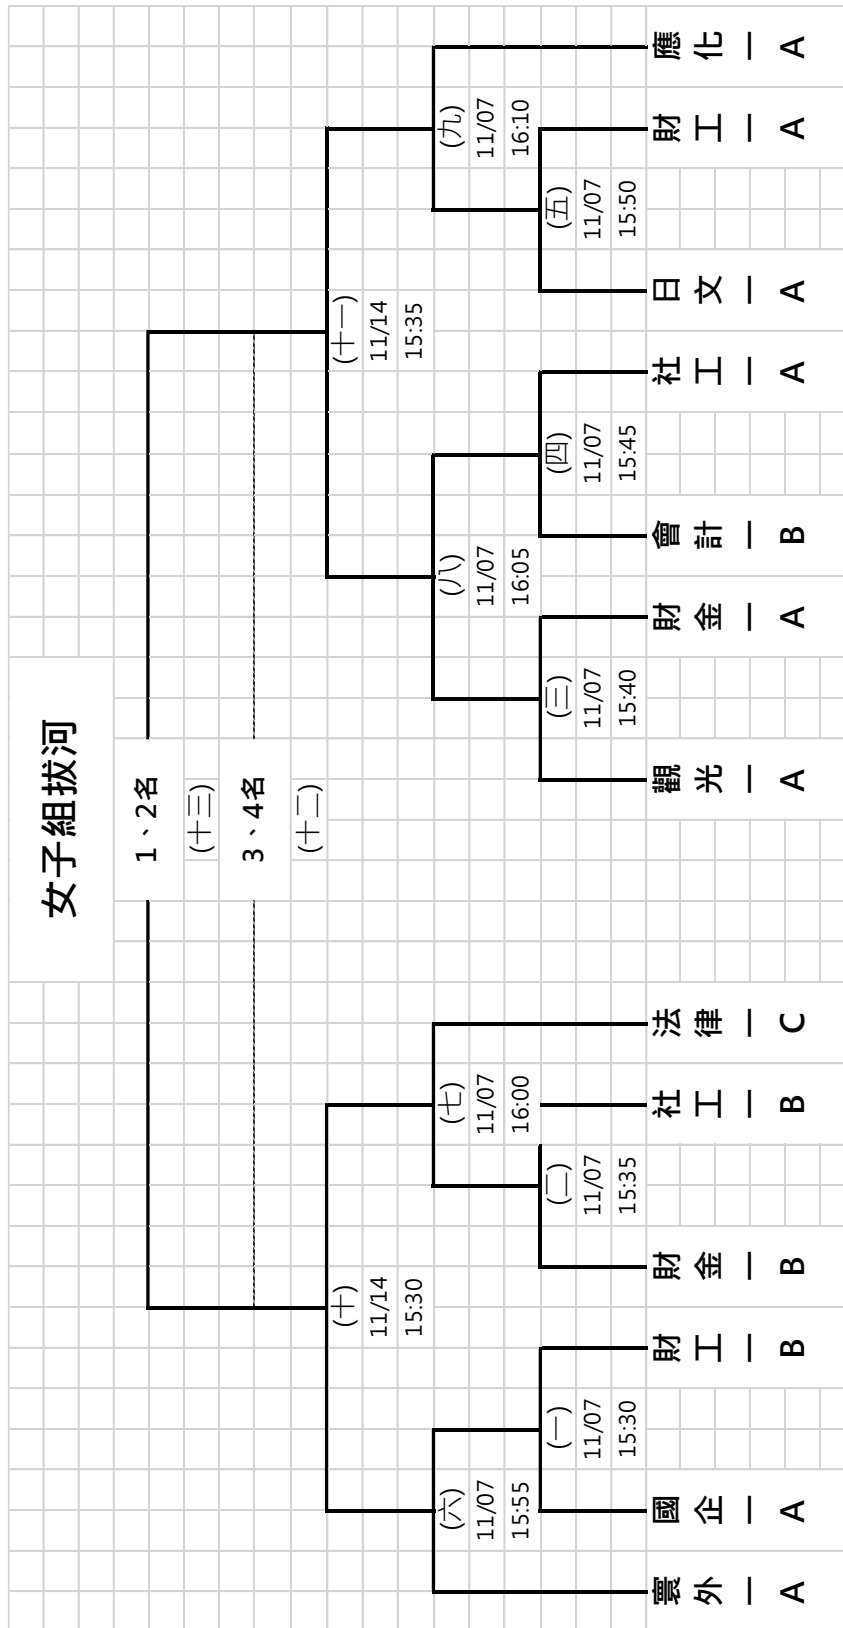 女子組拔河
1、2名
(十三)
3、4名
(十二)
(十)
11/14
15:30
(十一)
11/14
15:35
(六)
11/07
15:55
(七)
11/07
16:00
(八)
11/07
16:05
(九)
11/07
16:10
(一)
11/07
15:30
(二)
11/07
15:35
(三)
11/07
15:40
(四)
11/07
15:45
(五)
11/07
15:50
寰外一A
國企一A
財工一B
財金一B
社工一B
法律一C
觀光一A
財金一A
會計一B
社工一A
日文一A
財工一A
應化一A